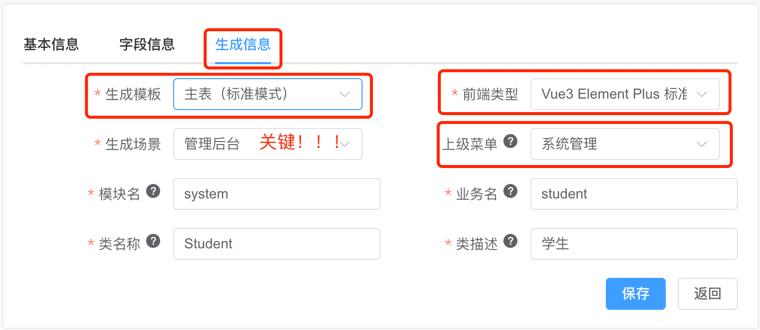 基本信息 字段信息 生成信息
* 生成模板 主表（标准模式） * 前端类型 Vue3 Element Plus 标准
* 生成场景 管理后台 关键！！！ 上级菜单 ? 系统管理
* 模块名 ? system * 业务名 ? student
* 类名称 ? Student * 类描述 ? 学生
保存 返回